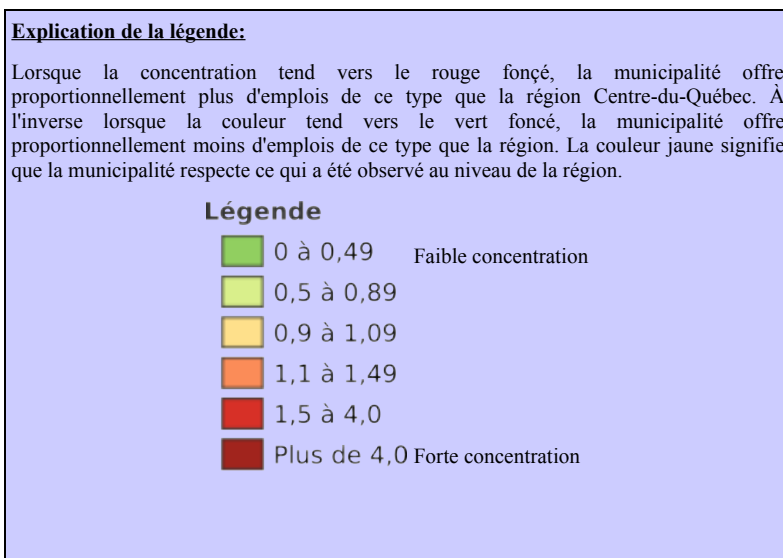 Explication de la légende:
Lorsque la concentration tend vers le rouge fonçé, la municipalité offre
proportionnellement plus d'emplois de ce type que la région Centre-du-Québec. À
l'inverse lorsque la couleur tend vers le vert foncé, la municipalité offre
proportionnellement moins d'emplois de ce type que la région. La couleur jaune signifie
que la municipalité respecte ce qui a été observé au niveau de la région.
Légende
0 à 0,49 Faible concentration
0,5 à 0,89
0,9 à 1,09
1,1 à 1,49
1,5 à 4,0
Plus de 4,0 Forte concentration